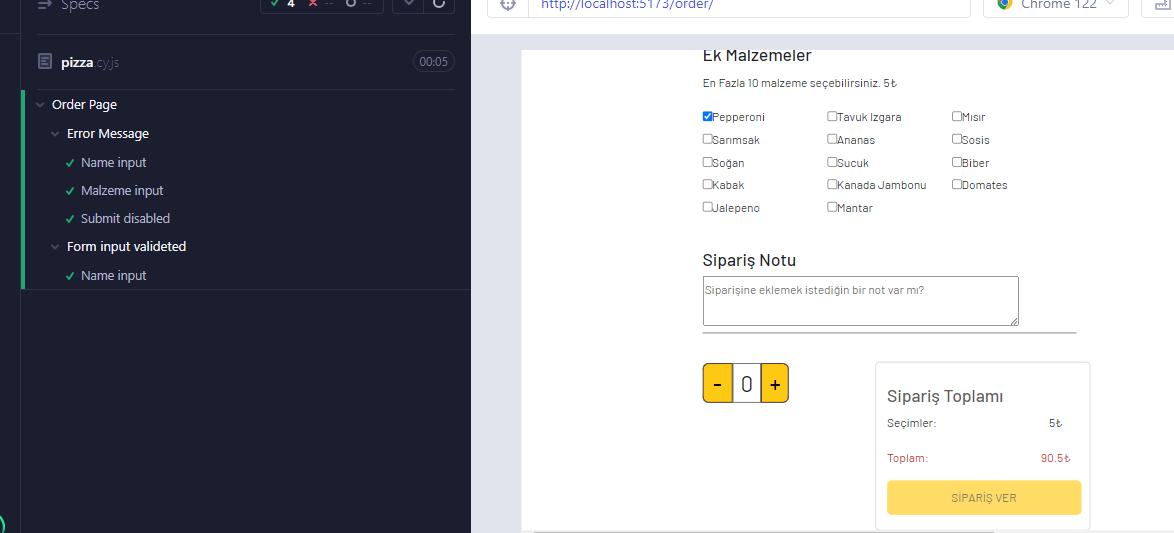 Specs
4
--
--
pizza.cy.js
00:05
Order Page
Error Message
Name input
Malzeme input
Submit disabled
Form input valideted
Name input
http://localhost:5173/order/
Chrome 122
Ek Malzemeler
En Fazla 10 malzeme seçebilirsiniz. 5₺
Pepperoni Tavuk Izgara Mısır
Sarımsak Ananas Sosis
Soğan Sucuk Biber
Kabak Kanada Jambonu Domates
Jalepeno Mantar
Sipariş Notu
Siparişine eklemek istediğin bir not var mı?
- 0 +
Sipariş Toplamı
Seçimler: 5₺
Toplam: 90.5₺
SİPARİŞ VER